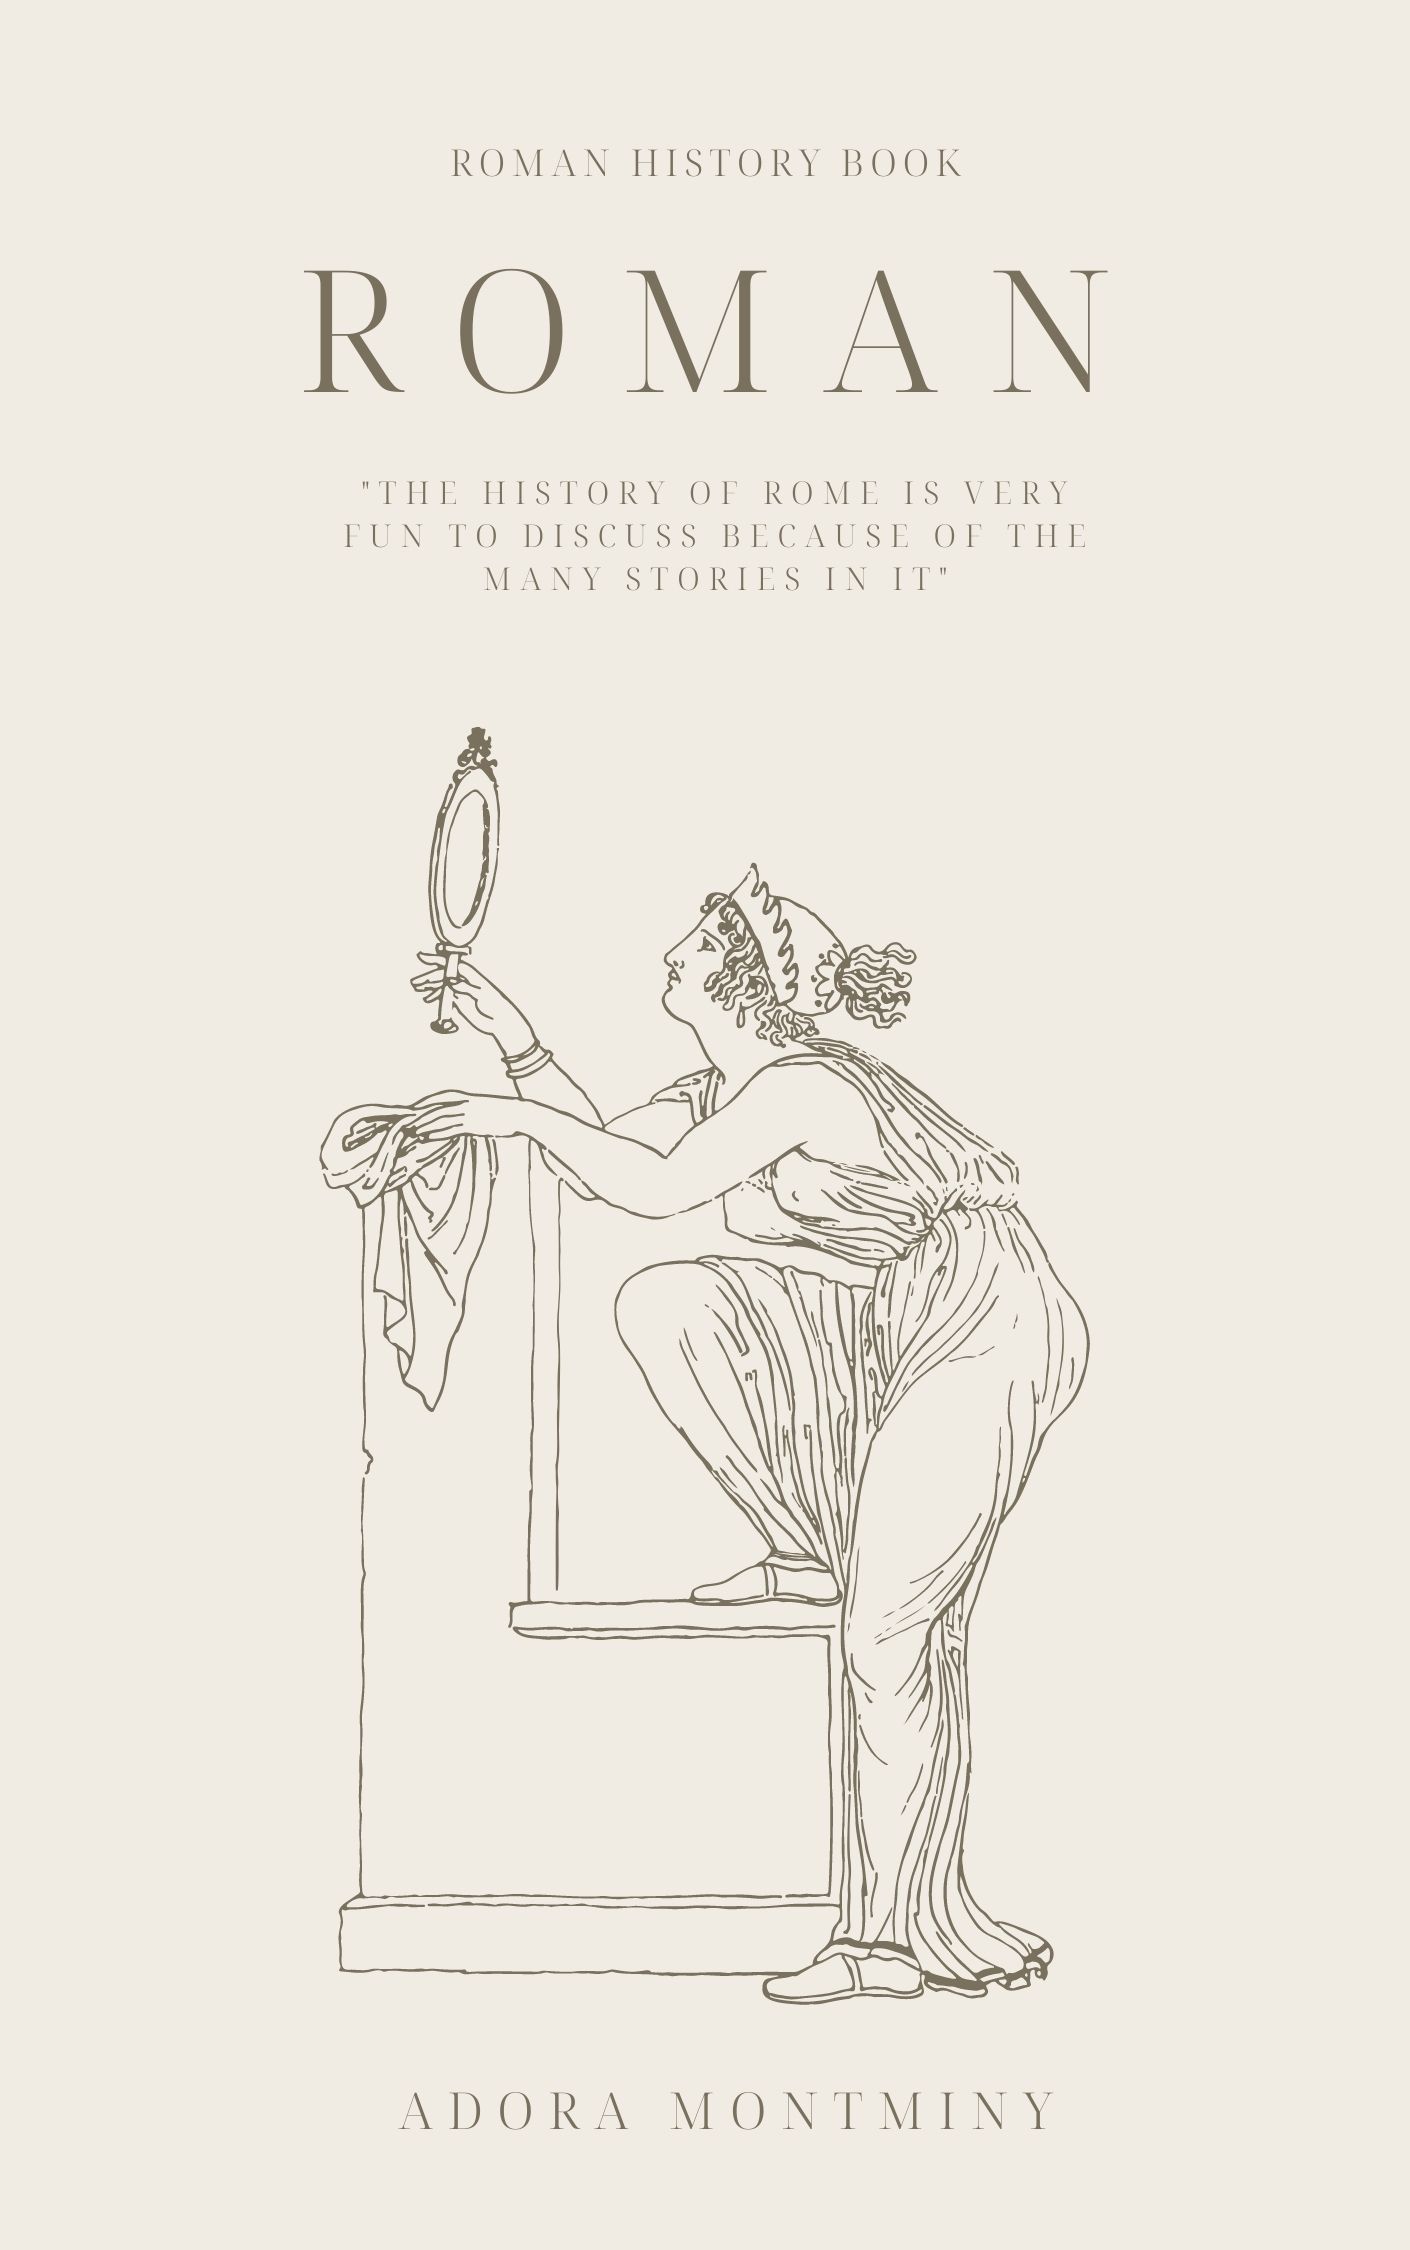 ROMAN HISTORY BOOK
ROMAN
"THE HISTORY OF ROME IS VERY
FUN TO DISCUSS BECAUSE OF THE
MANY STORIES IN IT"
ADORA MONTMINY